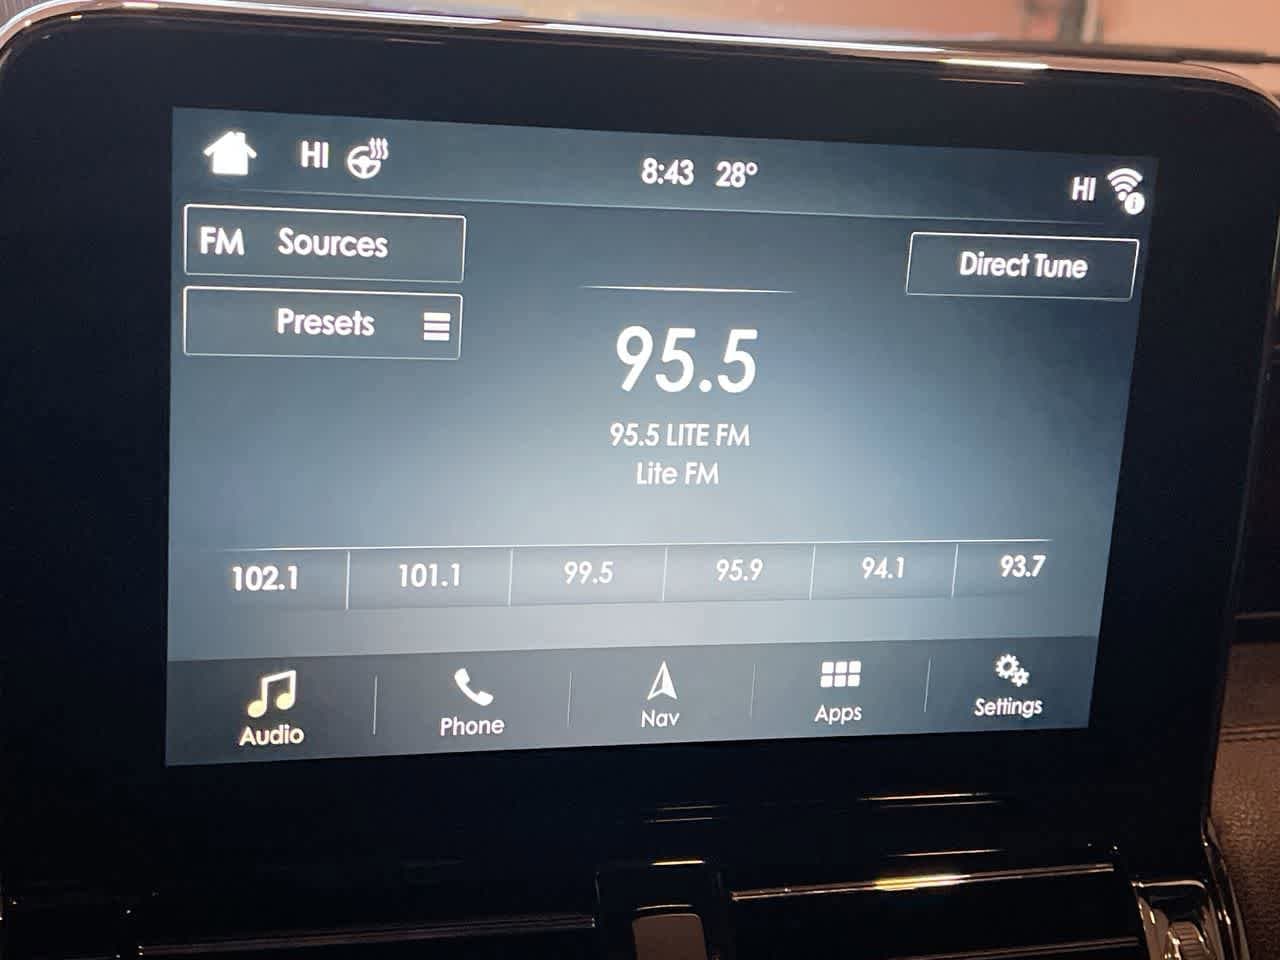 HI 8:43 28° HI
FM Sources
Direct Tune
Presets
95.5
95.5 LITE FM
Lite FM
102.1 101.1 99.5 95.9 94.1 93.7
Audio Phone Nav Apps Settings